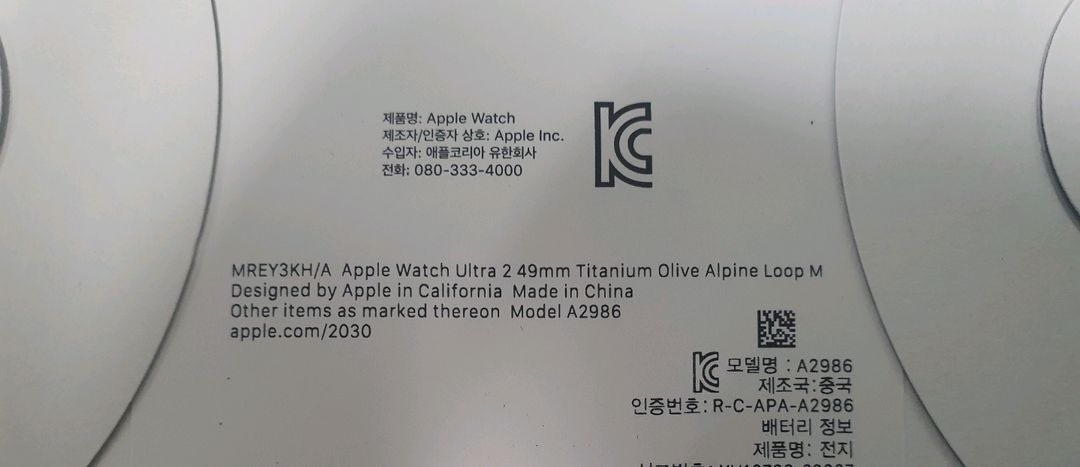 제품명: Apple Watch
제조자/인증자 상호: Apple Inc.
수입자: 애플코리아 유한회사
전화: 080-333-4000
MREY3KH/A Apple Watch Ultra 2 49mm Titanium Olive Alpine Loop M
Designed by Apple in California Made in China
Other items as marked thereon Model A2986
apple.com/2030
모델명 : A2986
제조국:중국
인증번호: R-C-APA-A2986
배터리 정보
제품명: 전지